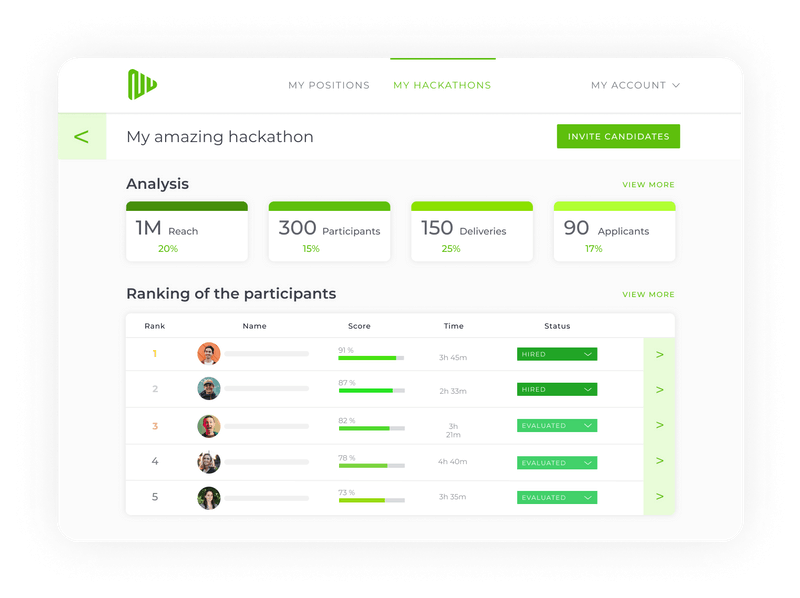 MY POSITIONS MY HACKATHONS MY ACCOUNT
< My amazing hackathon INVITE CANDIDATES
Analysis VIEW MORE
1M Reach 300 Participants 150 Deliveries 90 Applicants
20% 15% 25% 17%
Ranking of the participants VIEW MORE
Rank Name Score Time Status
1 91 % 3h 45m HIRED >
2 87 % 2h 33m HIRED >
3 82 % 3h 21m EVALUATED >
4 78 % 4h 40m EVALUATED >
5 73 % 3h 35m EVALUATED >